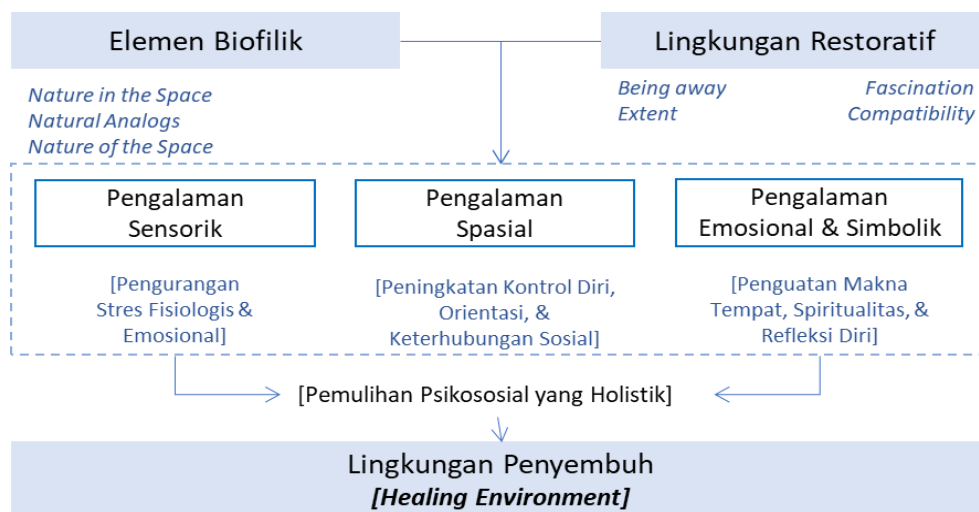 Elemen Biofilik
Lingkungan Restoratif
Nature in the Space
Natural Analogs
Nature of the Space
Being away
Extent
Fascination
Compatibility
Pengalaman
Sensorik
Pengalaman
Spasial
Pengalaman
Emosional & Simbolik
[Pengurangan
Stres Fisiologis &
Emosional]
[Peningkatan Kontrol Diri,
Orientasi, &
Keterhubungan Sosial]
[Penguatan Makna
Tempat, Spiritualitas, &
Refleksi Diri]
[Pemulihan Psikososial yang Holistik]
Lingkungan Penyembuh
[Healing Environment]